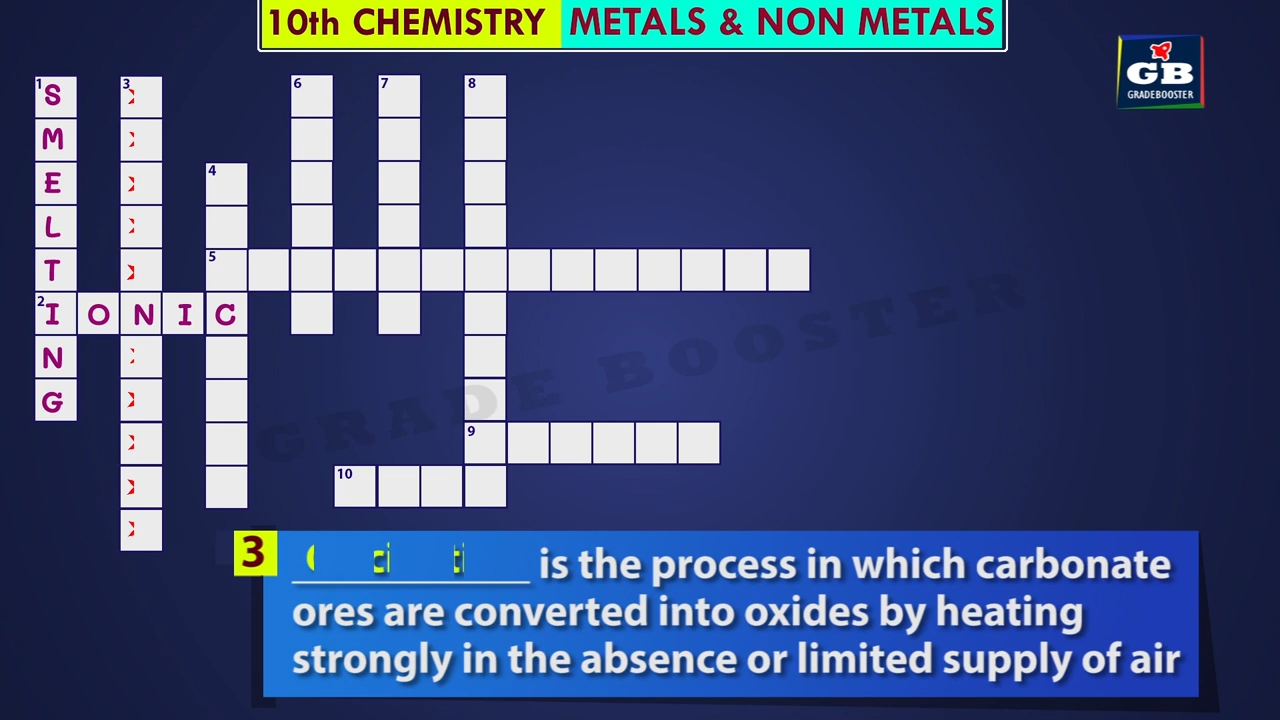 10th CHEMISTRY METALS & NON METALS
GB
GRADEBOOSTER
1 3 6 7 8
S
M
E 4
L
T 5
2 I O N I C
N
G
9
10
GRADE BOOSTER
3 is the process in which carbonate
ores are converted into oxides by heating
strongly in the absence or limited supply of air